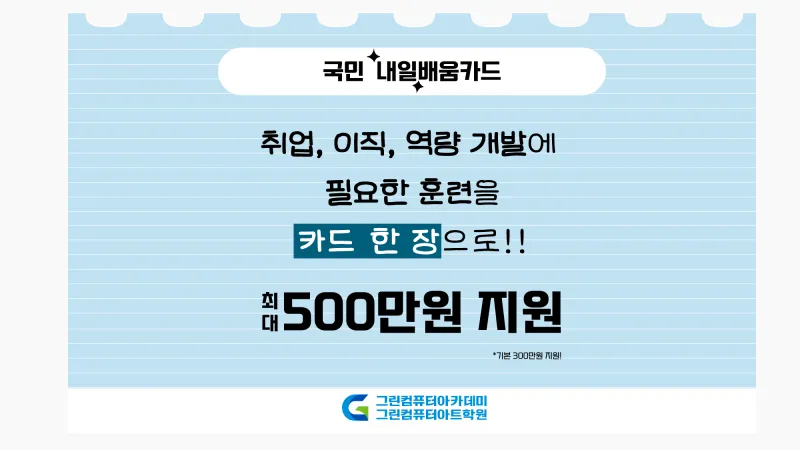 국민 내일배움카드
취업, 이직, 역량 개발에
필요한 훈련을
카드 한 장으로!!
최대 500만원 지원
*기본 300만원 지원!
그린컴퓨터아카데미
그린컴퓨터아트학원